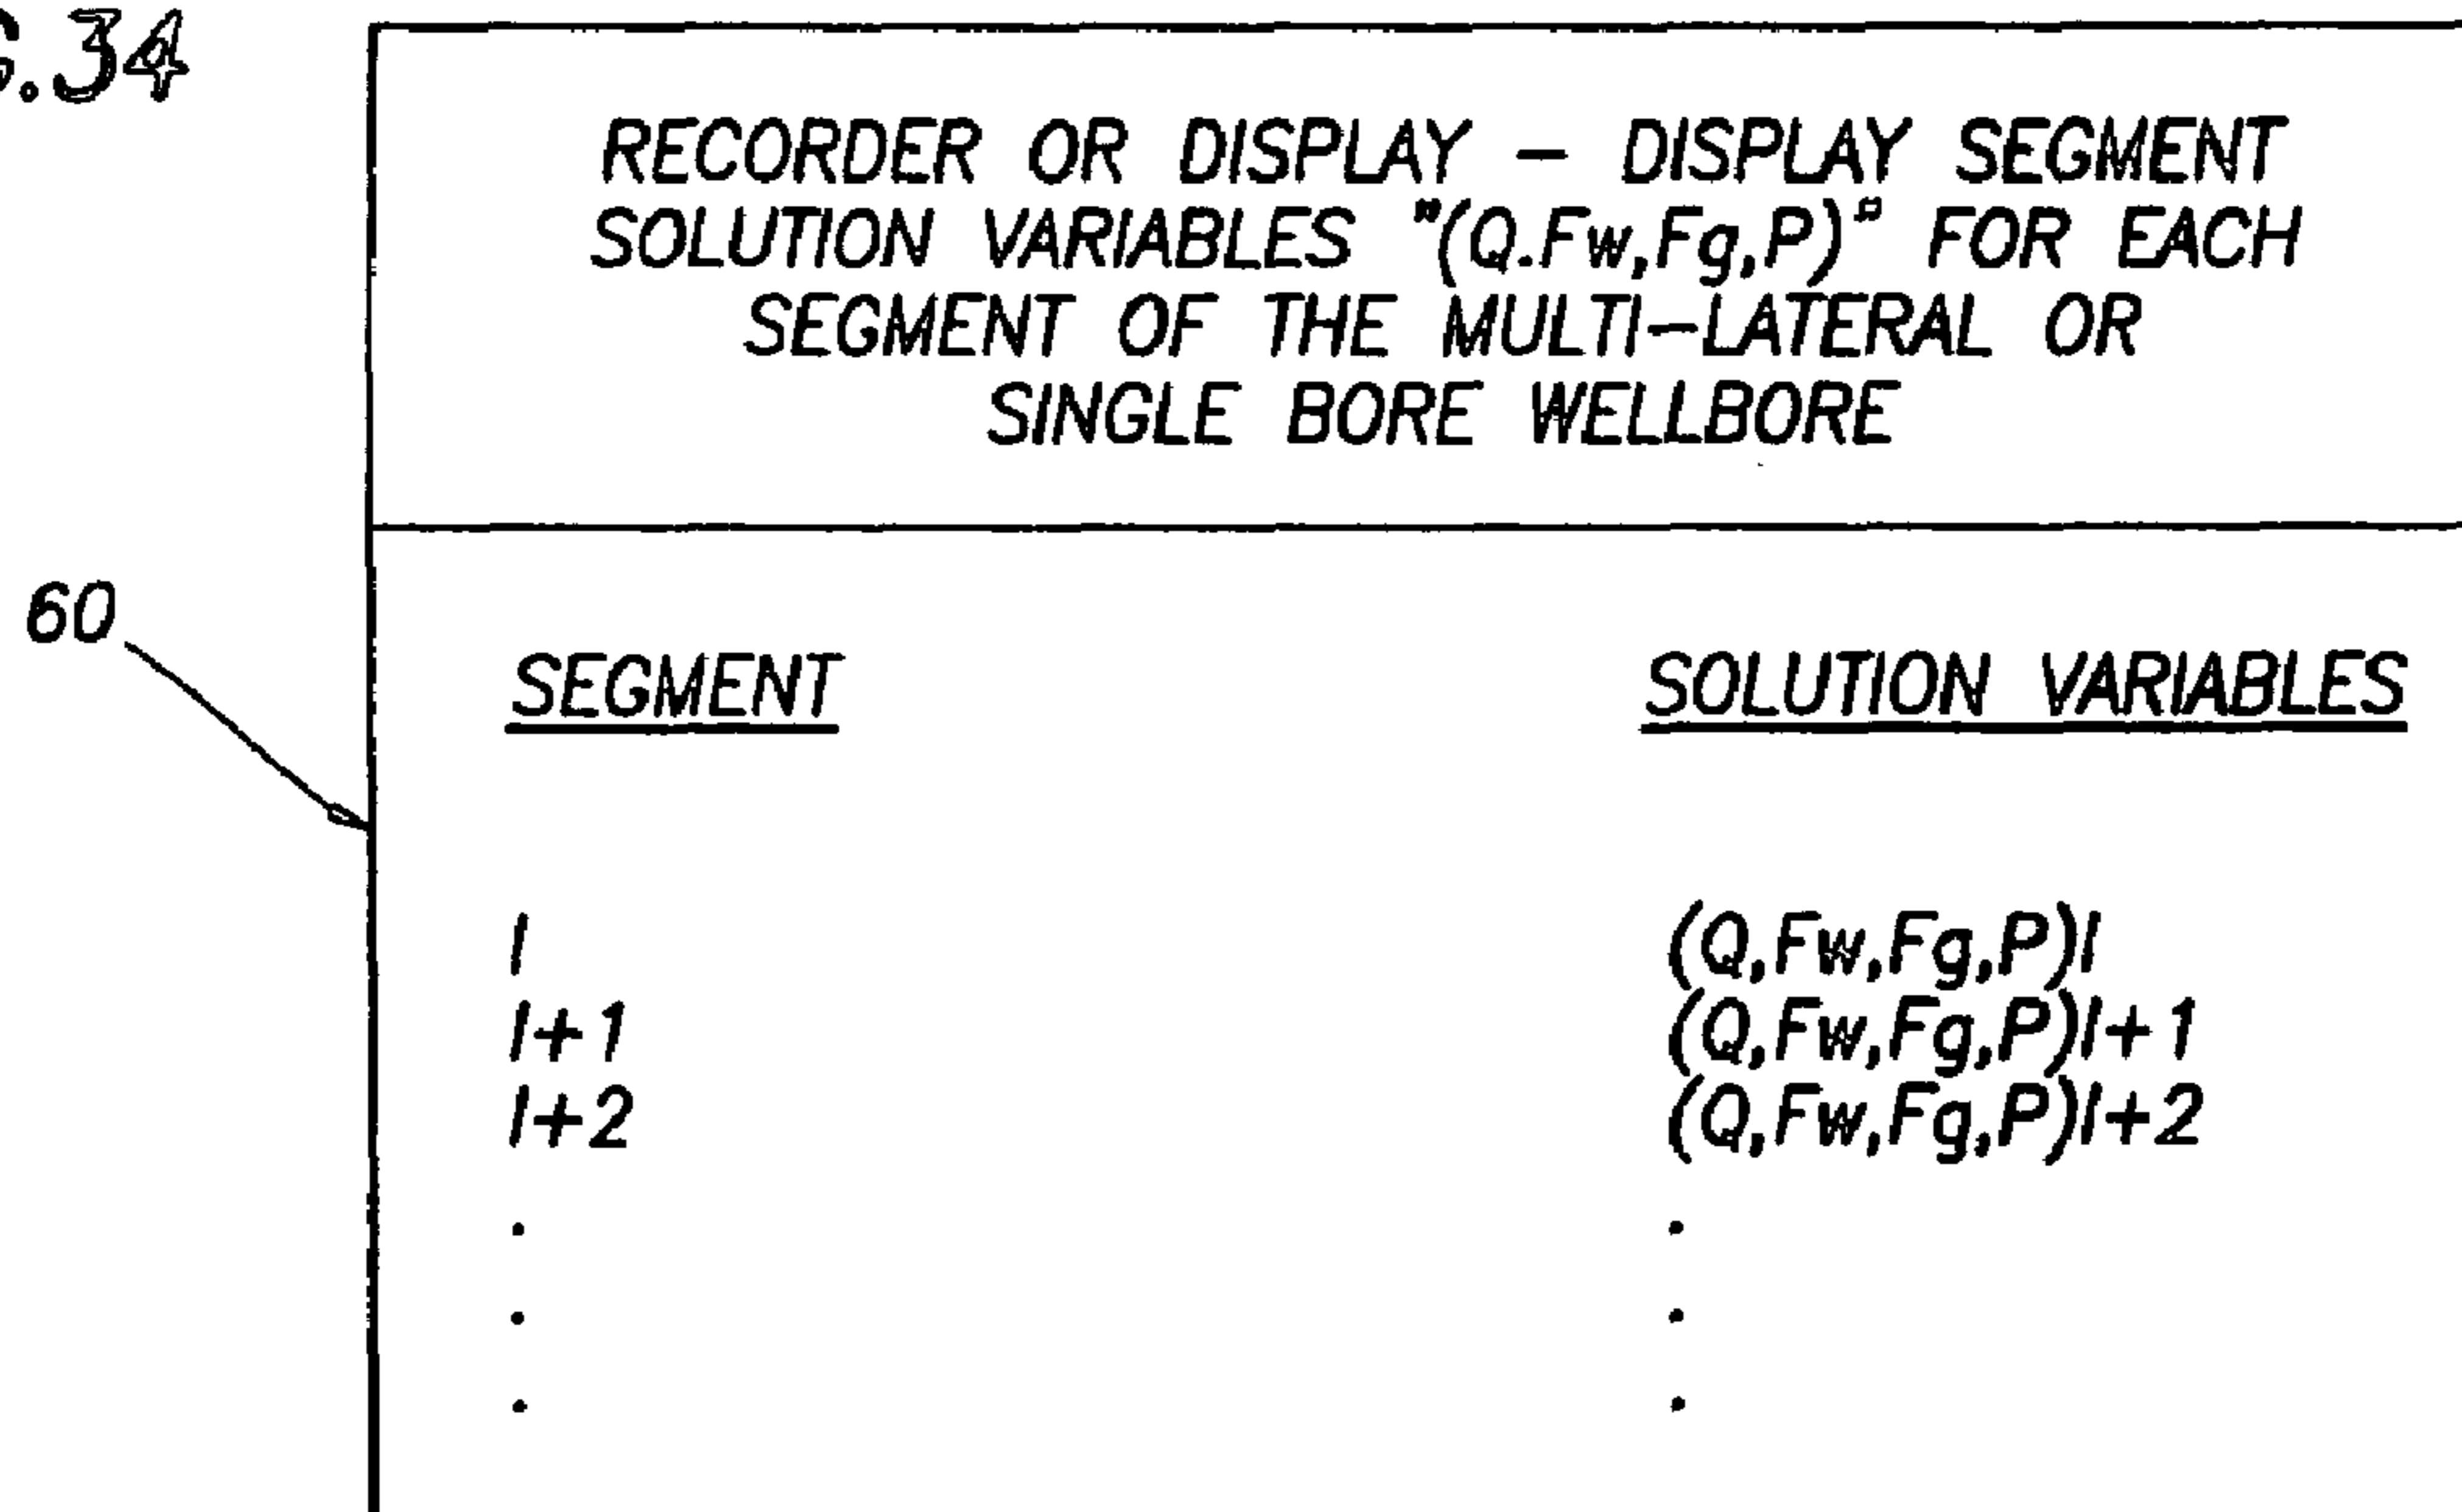 G.34
RECORDER OR DISPLAY — DISPLAY SEGMENT
SOLUTION VARIABLES "(Q.Fw,Fg,P)" FOR EACH
SEGMENT OF THE MULTI-LATERAL OR
SINGLE BORE WELLBORE
60
SEGMENT SOLUTION VARIABLES
I (Q,Fw,Fg,P)I
I+1 (Q,Fw,Fg,P)I+1
I+2 (Q,Fw,Fg,P)I+2
. .
. .
. .